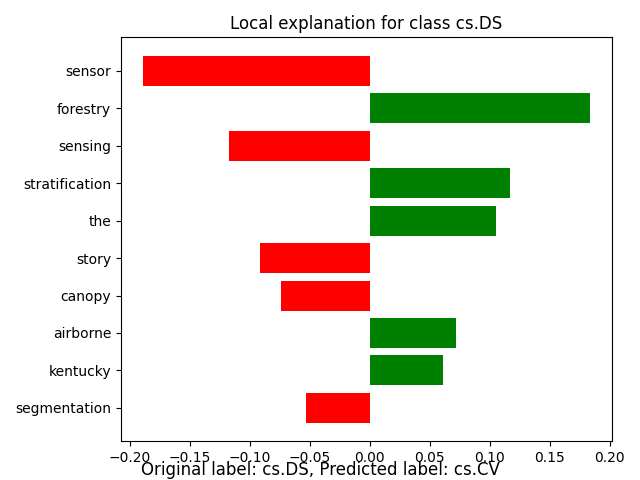 Local explanation for class cs.DS
sensor
forestry
sensing
stratification
the
story
canopy
airborne
kentucky
segmentation
−0.20 −0.15 −0.10 −0.05 0.00 0.05 0.10 0.15 0.20
Original label: cs.DS, Predicted label: cs.CV